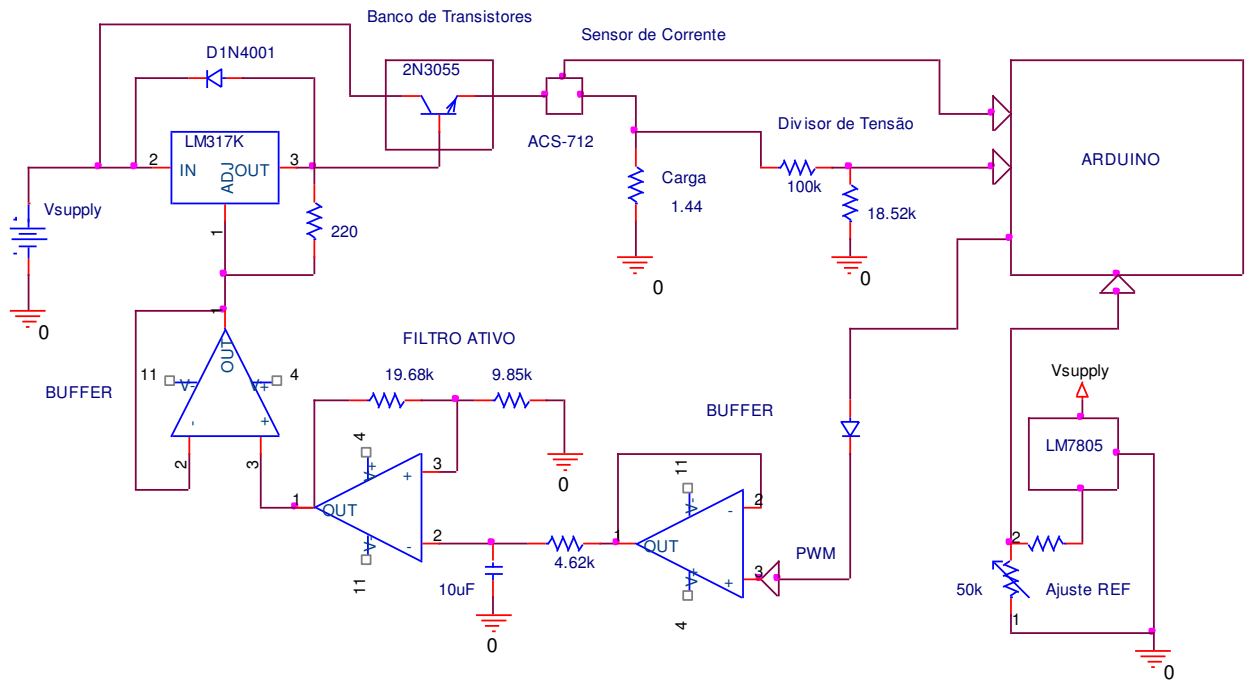 Banco de Transistores
Sensor de Corrente
D1N4001
2N3055
LM317K
2
IN
ADJ
OUT
3
1
ACS-712
Divisor de Tensão
ARDUINO
100k
18.52k
0
Carga
1.44
0
Vsupply
0
220
1
OUT
11
V-
V+
4
-
+
2
3
BUFFER
FILTRO ATIVO
19.68k
9.85k
0
4
V+
3
+
1
OUT
-
2
V-
11
10uF
0
4.62k
BUFFER
11
V-
2
-
1
OUT
V+
+
3
4
PWM
Vsupply
LM7805
2
50k
Ajuste REF
1
0